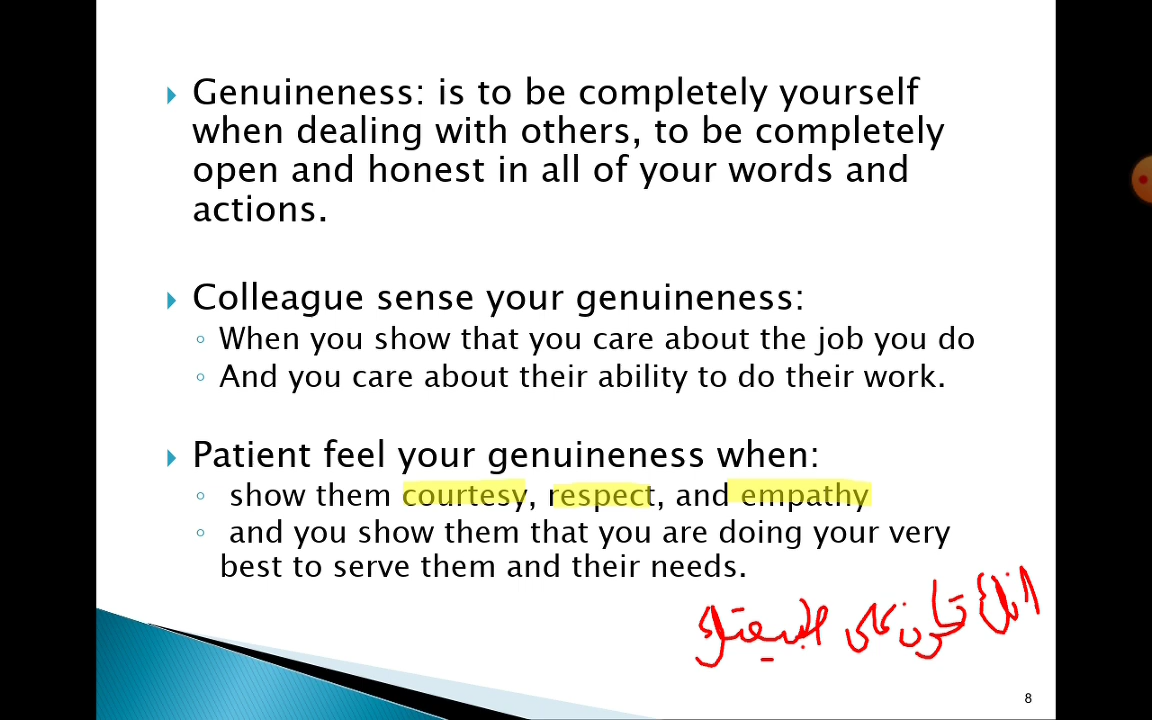 Genuineness: is to be completely yourself
when dealing with others, to be completely
open and honest in all of your words and
actions.
Colleague sense your genuineness:
When you show that you care about the job you do
And you care about their ability to do their work.
Patient feel your genuineness when:
show them courtesy, respect, and empathy
and you show them that you are doing your very
best to serve them and their needs.
انك تكون على طبيعتك
8